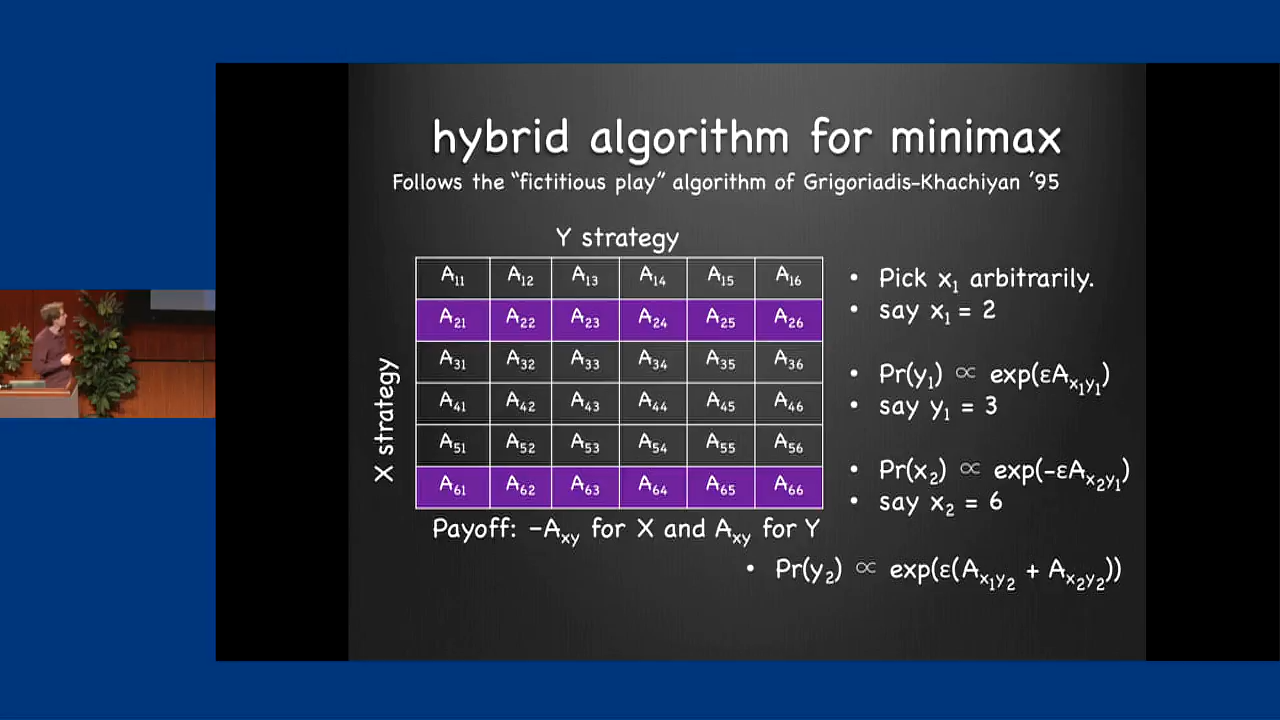 hybrid algorithm for minimax
Follows the “fictitious play” algorithm of Grigoriadis-Khachiyan ’95
Y strategy
X strategy
A₁₁ A₁₂ A₁₃ A₁₄ A₁₅ A₁₆
A₂₁ A₂₂ A₂₃ A₂₄ A₂₅ A₂₆
A₃₁ A₃₂ A₃₃ A₃₄ A₃₅ A₃₆
A₄₁ A₄₂ A₄₃ A₄₄ A₄₅ A₄₆
A₅₁ A₅₂ A₅₃ A₅₄ A₅₅ A₅₆
A₆₁ A₆₂ A₆₃ A₆₄ A₆₅ A₆₆
Payoff: -Axy for X and Axy for Y
• Pick x₁ arbitrarily.
• say x₁ = 2
• Pr(y₁) ∝ exp(εAx₁y₁)
• say y₁ = 3
• Pr(x₂) ∝ exp(-εAx₂y₁)
• say x₂ = 6
• Pr(y₂) ∝ exp(ε(Ax₁y₂ + Ax₂y₂))